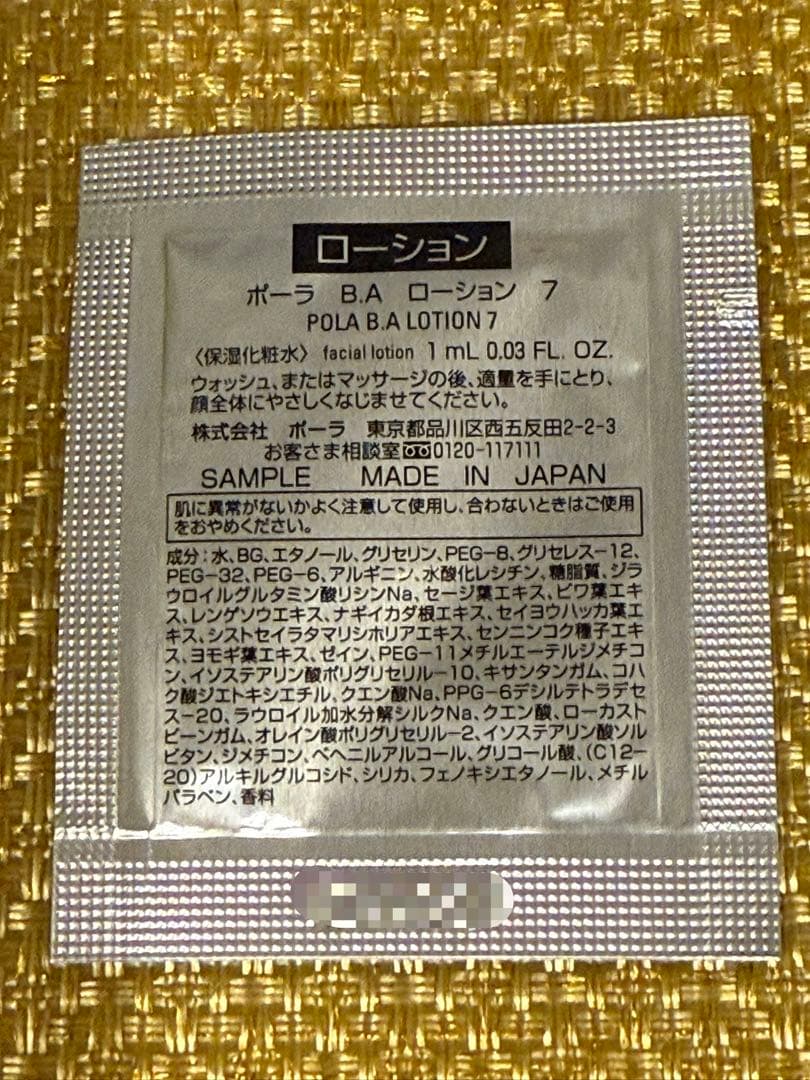 ローション
ポーラ B.A ローション 7
POLA B.A LOTION 7
〈保湿化粧水〉 facial lotion 1 mL 0.03 FL. OZ.
ウォッシュ、またはマッサージの後、適量を手にとり、
顔全体にやさしくなじませてください。
株式会社 ポーラ 東京都品川区西五反田2-2-3
お客さま相談室 0120-117111
SAMPLE MADE IN JAPAN
肌に異常がないかよく注意して使用し、合わないときはご使用
をおやめください。
成分：水、BG、エタノール、グリセリン、PEG-8、グリセレス-12、
PEG-32、PEG-6、アルギニン、水酸化レシチン、糖脂質、ジラ
ウロイルグルタミン酸リシンNa、セージ葉エキス、ビワ葉エキ
ス、レンゲソウエキス、ナギイカダ根エキス、セイヨウハッカ葉エ
キス、シストセイラタマリシホリアエキス、センニンコク種子エキ
ス、ヨモギ葉エキス、ゼイン、PEG-11メチルエーテルジメチコ
ン、イソステアリン酸ポリグリセリル-10、キサンタンガム、コハ
ク酸ジエトキシエチル、クエン酸Na、PPG-6デシルテトラデセ
ス-20、ラウロイル加水分解シルクNa、クエン酸、ローカスト
ビーンガム、オレイン酸ポリグリセリル-2、イソステアリン酸ソル
ビタン、ジメチコン、ベヘニルアルコール、グリコール酸、(C12-
20)アルキルグルコシド、シリカ、フェノキシエタノール、メチル
パラベン、香料